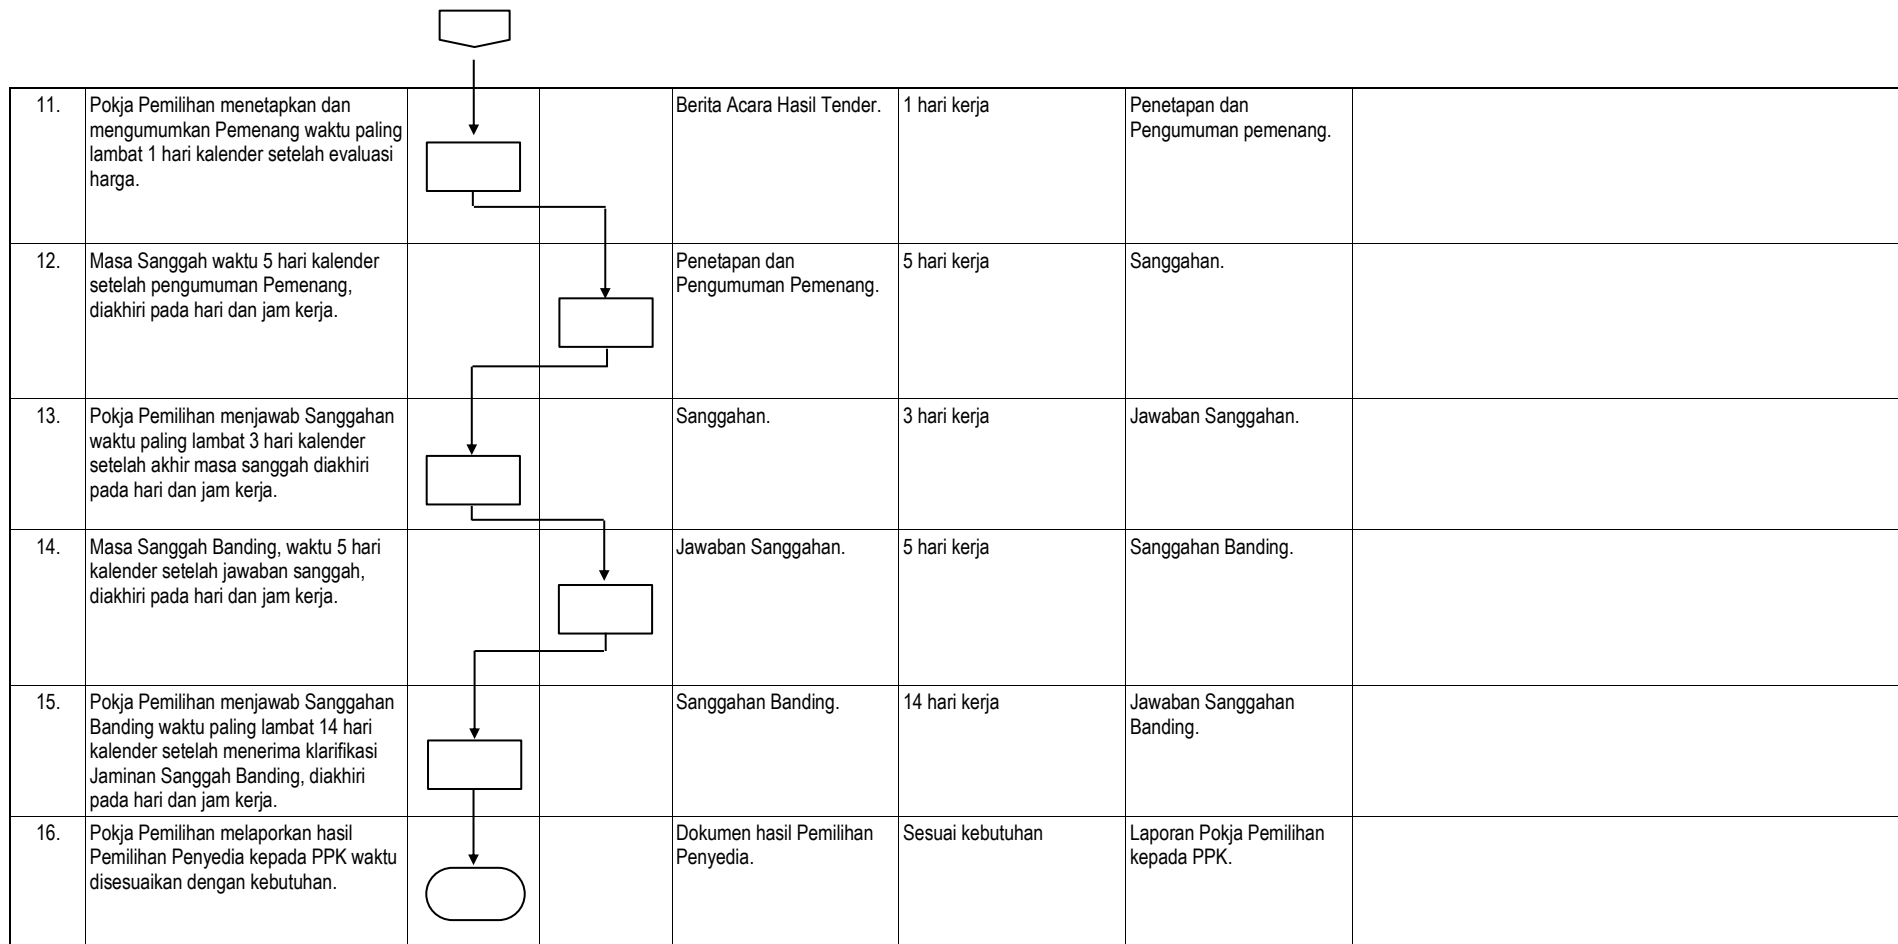 11.
Pokja Pemilihan menetapkan dan
mengumumkan Pemenang waktu paling
lambat 1 hari kalender setelah evaluasi
harga.
Berita Acara Hasil Tender.
1 hari kerja
Penetapan dan
Pengumuman pemenang.
12.
Masa Sanggah waktu 5 hari kalender
setelah pengumuman Pemenang,
diakhiri pada hari dan jam kerja.
Penetapan dan
Pengumuman Pemenang.
5 hari kerja
Sanggahan.
13.
Pokja Pemilihan menjawab Sanggahan
waktu paling lambat 3 hari kalender
setelah akhir masa sanggah diakhiri
pada hari dan jam kerja.
Sanggahan.
3 hari kerja
Jawaban Sanggahan.
14.
Masa Sanggah Banding, waktu 5 hari
kalender setelah jawaban sanggah,
diakhiri pada hari dan jam kerja.
Jawaban Sanggahan.
5 hari kerja
Sanggahan Banding.
15.
Pokja Pemilihan menjawab Sanggahan
Banding waktu paling lambat 14 hari
kalender setelah menerima klarifikasi
Jaminan Sanggah Banding, diakhiri
pada hari dan jam kerja.
Sanggahan Banding.
14 hari kerja
Jawaban Sanggahan
Banding.
16.
Pokja Pemilihan melaporkan hasil
Pemilihan Penyedia kepada PPK waktu
disesuaikan dengan kebutuhan.
Dokumen hasil Pemilihan
Penyedia.
Sesuai kebutuhan
Laporan Pokja Pemilihan
kepada PPK.